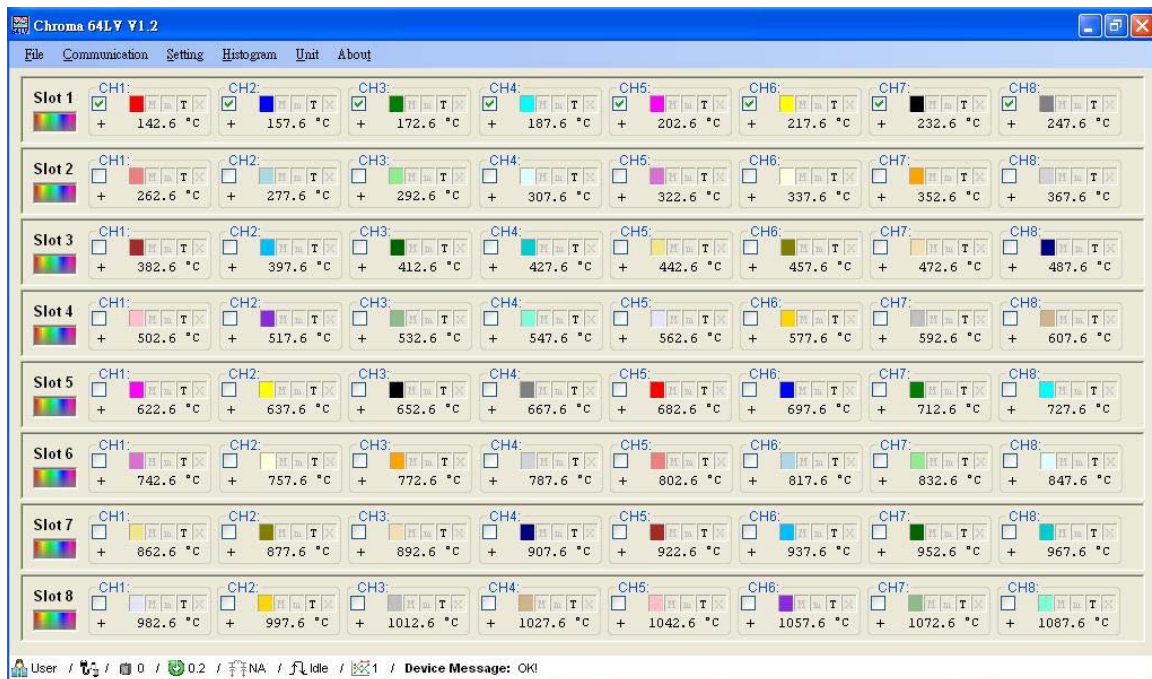 Chroma 64LV V1.2
File Communication Setting Histogram Unit About
Slot 1 CH1: CH2: CH3: CH4: CH5: CH6: CH7: CH8:
M m T X M m T X M m T X M m T X M m T X M m T X M m T X M m T X
+ 142.6 °C + 157.6 °C + 172.6 °C + 187.6 °C + 202.6 °C + 217.6 °C + 232.6 °C + 247.6 °C
Slot 2 CH1: CH2: CH3: CH4: CH5: CH6: CH7: CH8:
M m T X M m T X M m T X M m T X M m T X M m T X M m T X M m T X
+ 262.6 °C + 277.6 °C + 292.6 °C + 307.6 °C + 322.6 °C + 337.6 °C + 352.6 °C + 367.6 °C
Slot 3 CH1: CH2: CH3: CH4: CH5: CH6: CH7: CH8:
M m T X M m T X M m T X M m T X M m T X M m T X M m T X M m T X
+ 382.6 °C + 397.6 °C + 412.6 °C + 427.6 °C + 442.6 °C + 457.6 °C + 472.6 °C + 487.6 °C
Slot 4 CH1: CH2: CH3: CH4: CH5: CH6: CH7: CH8:
M m T X M m T X M m T X M m T X M m T X M m T X M m T X M m T X
+ 502.6 °C + 517.6 °C + 532.6 °C + 547.6 °C + 562.6 °C + 577.6 °C + 592.6 °C + 607.6 °C
Slot 5 CH1: CH2: CH3: CH4: CH5: CH6: CH7: CH8:
M m T X M m T X M m T X M m T X M m T X M m T X M m T X M m T X
+ 622.6 °C + 637.6 °C + 652.6 °C + 667.6 °C + 682.6 °C + 697.6 °C + 712.6 °C + 727.6 °C
Slot 6 CH1: CH2: CH3: CH4: CH5: CH6: CH7: CH8:
M m T X M m T X M m T X M m T X M m T X M m T X M m T X M m T X
+ 742.6 °C + 757.6 °C + 772.6 °C + 787.6 °C + 802.6 °C + 817.6 °C + 832.6 °C + 847.6 °C
Slot 7 CH1: CH2: CH3: CH4: CH5: CH6: CH7: CH8:
M m T X M m T X M m T X M m T X M m T X M m T X M m T X M m T X
+ 862.6 °C + 877.6 °C + 892.6 °C + 907.6 °C + 922.6 °C + 937.6 °C + 952.6 °C + 967.6 °C
Slot 8 CH1: CH2: CH3: CH4: CH5: CH6: CH7: CH8:
M m T X M m T X M m T X M m T X M m T X M m T X M m T X M m T X
+ 982.6 °C + 997.6 °C + 1012.6 °C + 1027.6 °C + 1042.6 °C + 1057.6 °C + 1072.6 °C + 1087.6 °C
User / / 0 / 0.2 / NA / Idle / 1 / Device Message: OK!